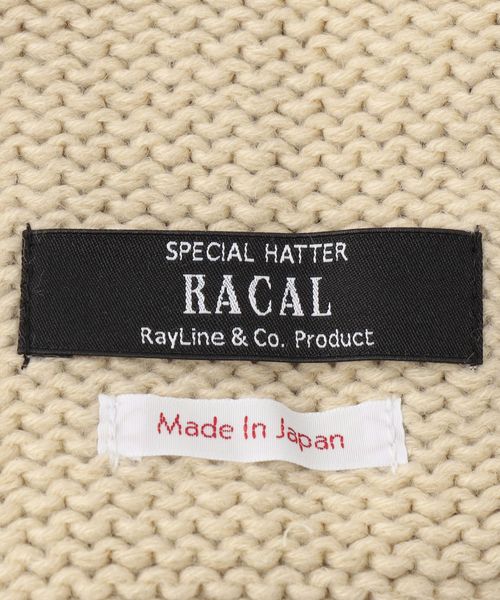 SPECIAL HATTER
RACAL
RayLine & Co. Product
Made In Japan